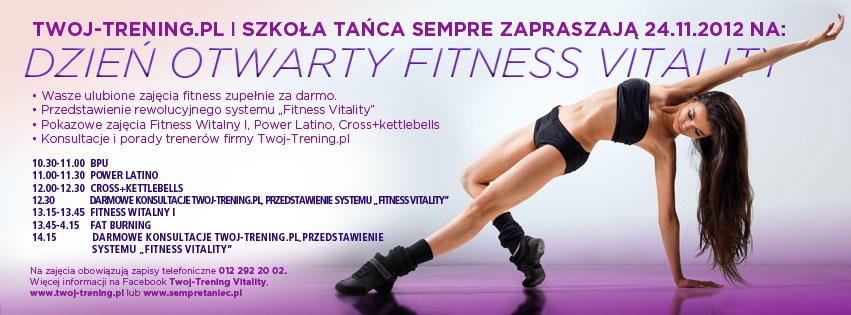 TWOJ-TRENING.PL I SZKOŁA TAŃCA SEMPRE ZAPRASZAJĄ 24.11.2012 NA:
DZIEŃ OTWARTY FITNESS VITALITY
• Wasze ulubione zajęcia fitness zupełnie za darmo.
• Przedstawienie rewolucyjnego systemu „Fitness Vitality”
• Pokazowe zajęcia Fitness Witalny I, Power Latino, Cross+kettlebells
• Konsultacje i porady trenerów firmy Twoj-Trening.pl
10.30-11.00 BPU
11.00-11.30 POWER LATINO
12.00-12.30 CROSS+KETTLEBELLS
12.30 DARMOWE KONSULTACJE TWOJ-TRENING.PL, PRZEDSTAWIENIE SYSTEMU „FITNESS VITALITY”
13.15-13.45 FITNESS WITALNY I
13.45-4.15 FAT BURNING
14.15 DARMOWE KONSULTACJE TWOJ-TRENING.PL,PRZEDSTAWIENIE
SYSTEMU „FITNESS VITALITY”
Na zajęcia obowiązują zapisy telefoniczne 012 292 20 02.
Więcej informacji na Facebook Twoj-Trening Vitality,
www.twoj-trening.pl lub www.sempretaniec.pl